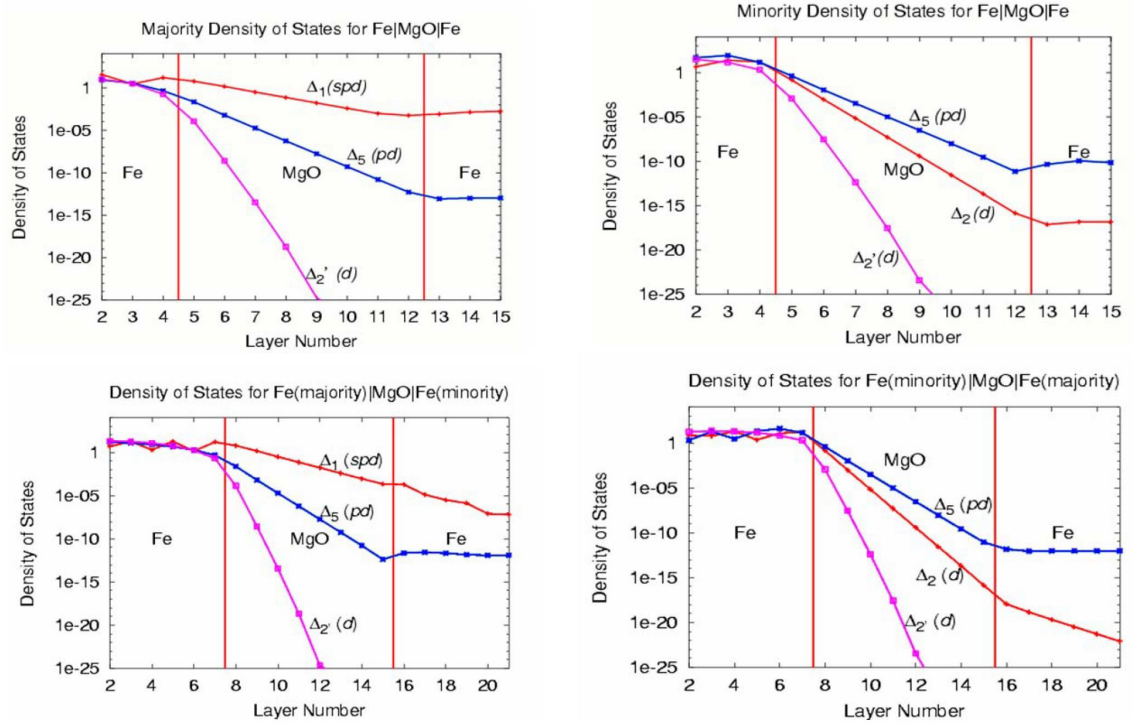 Majority Density of States for Fe|MgO|Fe
Density of States
1
1e-05
1e-10
1e-15
1e-20
1e-25
Δ1(spd)
Δ5 (pd)
Fe
MgO
Fe
Δ2' (d)
2 3 4 5 6 7 8 9 10 11 12 13 14 15
Layer Number
Minority Density of States for Fe|MgO|Fe
Density of States
1
1e-05
1e-10
1e-15
1e-20
1e-25
Δ5 (pd)
Fe
Fe
MgO
Δ2(d)
Δ2'(d)
2 3 4 5 6 7 8 9 10 11 12 13 14 15
Layer Number
Density of States for Fe(majority)|MgO|Fe(minority)
Density of States
1
1e-05
1e-10
1e-15
1e-20
1e-25
Δ1 (spd)
Δ5 (pd)
Fe
MgO
Fe
Δ2' (d)
2 4 6 8 10 12 14 16 18 20
Layer Number
Density of States for Fe(minority)|MgO|Fe(majority)
Density of States
1
1e-05
1e-10
1e-15
1e-20
1e-25
MgO
Δ5 (pd)
Fe
Fe
Δ2 (d)
Δ2' (d)
2 4 6 8 10 12 14 16 18 20
Layer Number